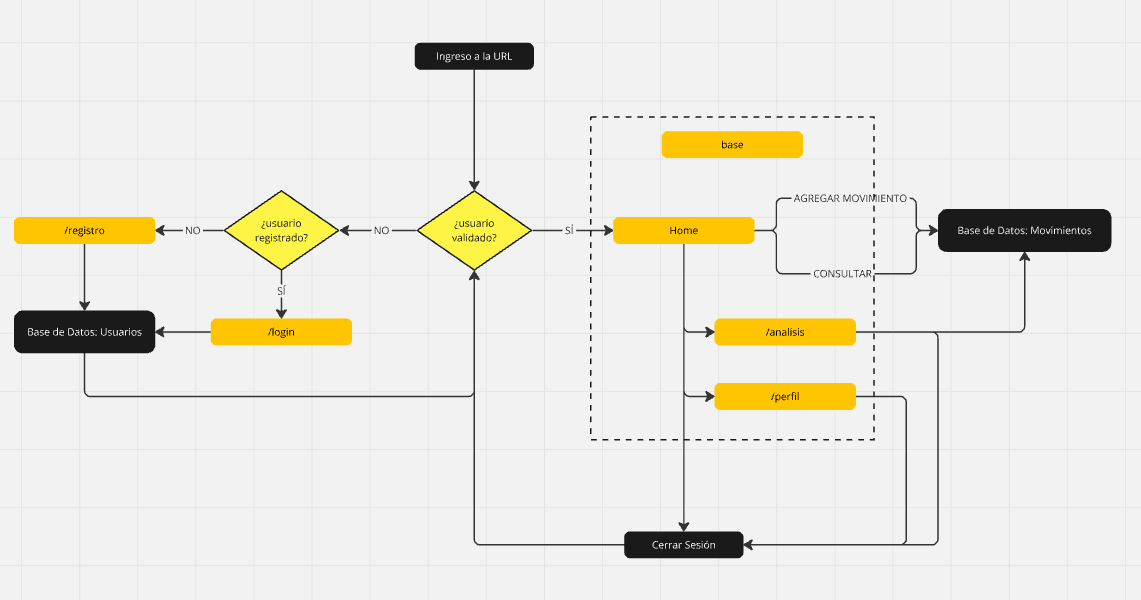 Ingreso a la URL
base
AGREGAR MOVIMIENTO
/registro
NO
¿usuario
registrado?
NO
¿usuario
validado?
SÍ
Home
Base de Datos: Movimientos
CONSULTAR
SÍ
Base de Datos: Usuarios
/login
/analisis
/perfil
Cerrar Sesión